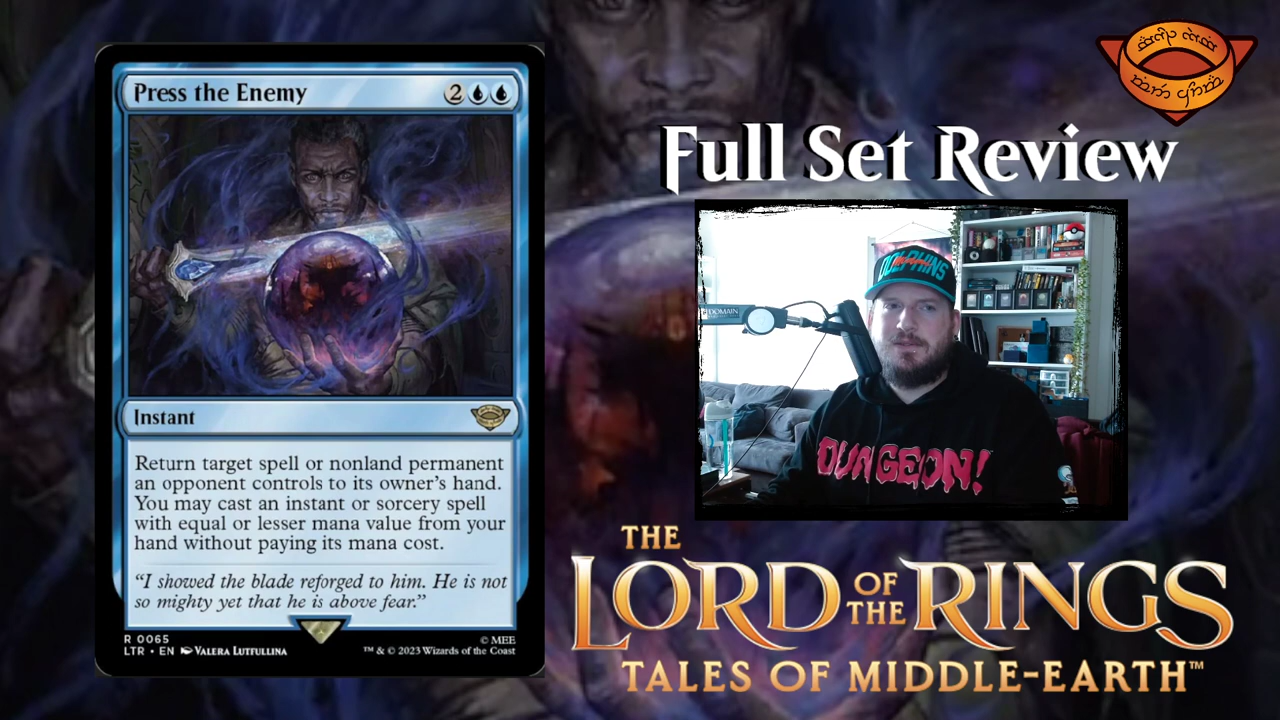 Press the Enemy
2
Instant
Return target spell or nonland permanent
an opponent controls to its owner's hand.
You may cast an instant or sorcery spell
with equal or lesser mana value from your
hand without paying its mana cost.
“I showed the blade reforged to him. He is not
so mighty yet that he is above fear.”
R 0065
LTR • EN VALERA LUTFULLINA
© MEE
™ & © 2023 Wizards of the Coast
Full Set Review
DOLPHINS
DOMAIN
DUNGEON!
THE
LORD OF THE RINGS
TALES OF MIDDLE-EARTH™